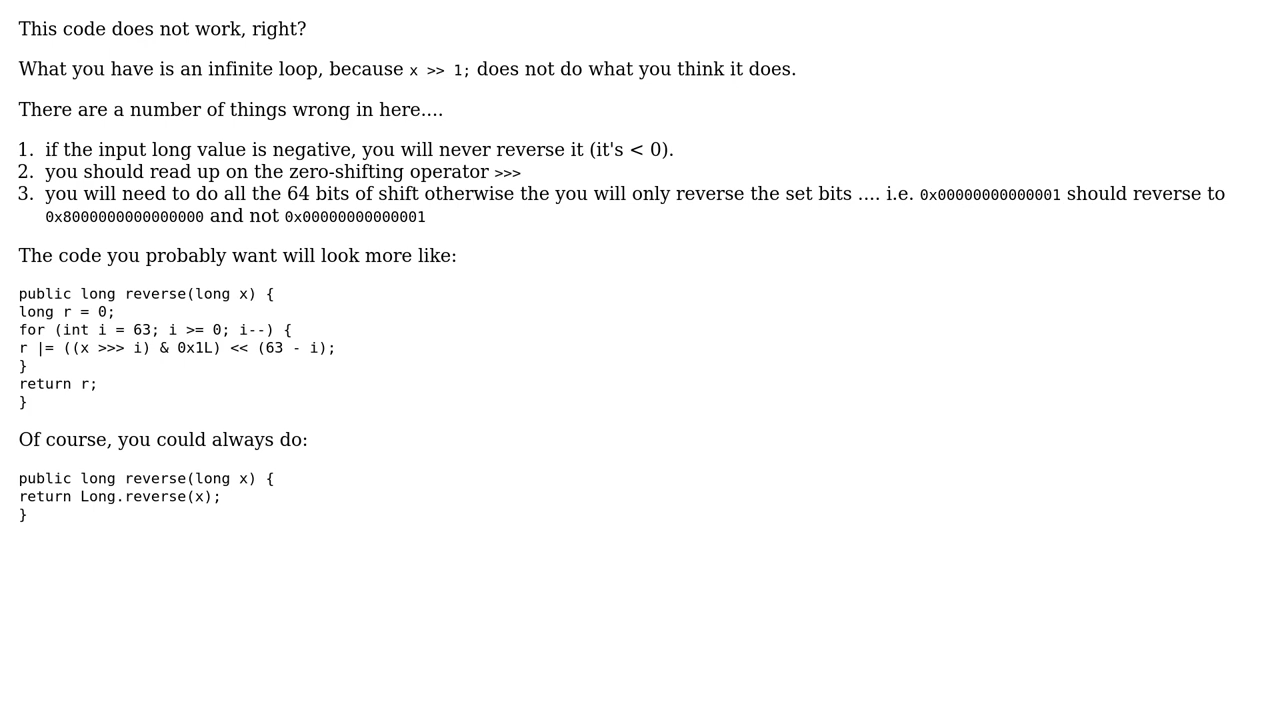 This code does not work, right?
What you have is an infinite loop, because x >> 1; does not do what you think it does.
There are a number of things wrong in here....
1. if the input long value is negative, you will never reverse it (it's < 0).
2. you should read up on the zero-shifting operator >>>
3. you will need to do all the 64 bits of shift otherwise the you will only reverse the set bits .... i.e. 0x00000000000001 should reverse to
0x8000000000000000 and not 0x00000000000001
The code you probably want will look more like:
public long reverse(long x) {
long r = 0;
for (int i = 63; i >= 0; i--) {
r |= ((x >>> i) & 0x1L) << (63 - i);
}
return r;
}
Of course, you could always do:
public long reverse(long x) {
return Long.reverse(x);
}